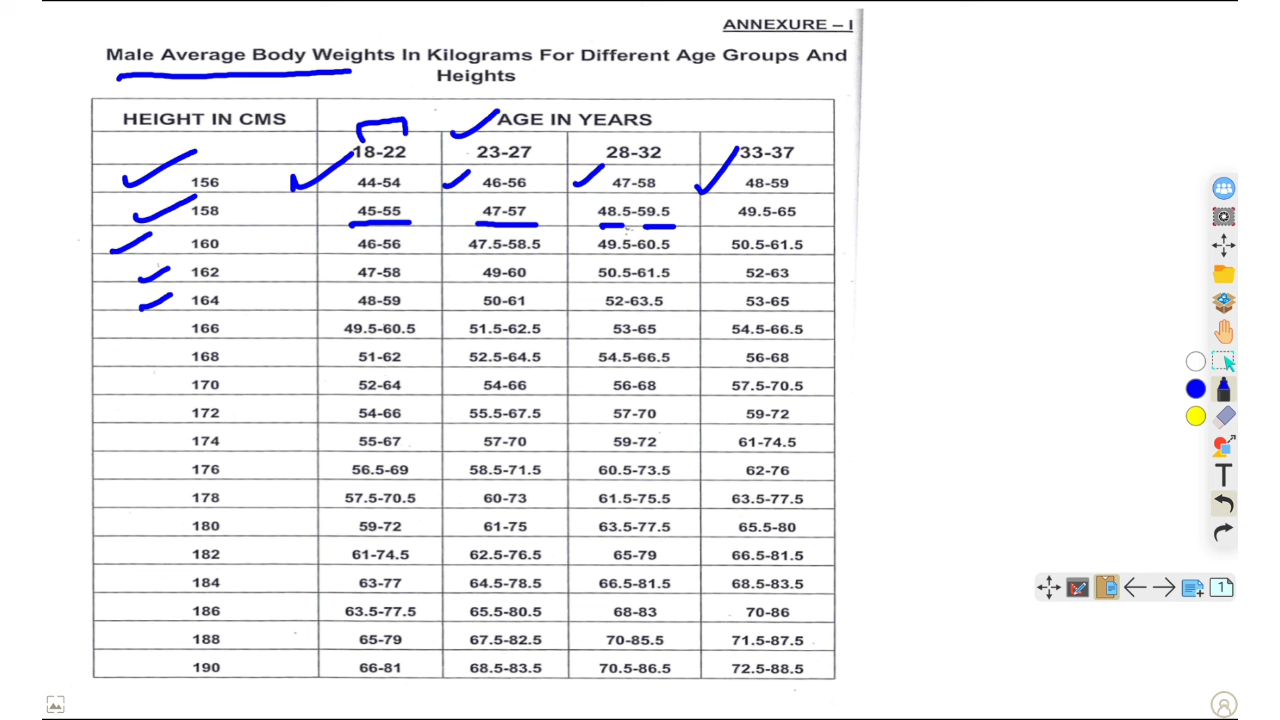 ANNEXURE – I
Male Average Body Weights In Kilograms For Different Age Groups And
Heights
HEIGHT IN CMS AGE IN YEARS
18-22 23-27 28-32 33-37
156 44-54 46-56 47-58 48-59
158 45-55 47-57 48.5-59.5 49.5-65
160 46-56 47.5-58.5 49.5-60.5 50.5-61.5
162 47-58 49-60 50.5-61.5 52-63
164 48-59 50-61 52-63.5 53-65
166 49.5-60.5 51.5-62.5 53-65 54.5-66.5
168 51-62 52.5-64.5 54.5-66.5 56-68
170 52-64 54-66 56-68 57.5-70.5
172 54-66 55.5-67.5 57-70 59-72
174 55-67 57-70 59-72 61-74.5
176 56.5-69 58.5-71.5 60.5-73.5 62-76
178 57.5-70.5 60-73 61.5-75.5 63.5-77.5
180 59-72 61-75 63.5-77.5 65.5-80
182 61-74.5 62.5-76.5 65-79 66.5-81.5
184 63-77 64.5-78.5 66.5-81.5 68.5-83.5
186 63.5-77.5 65.5-80.5 68-83 70-86
188 65-79 67.5-82.5 70-85.5 71.5-87.5
190 66-81 68.5-83.5 70.5-86.5 72.5-88.5
T
1